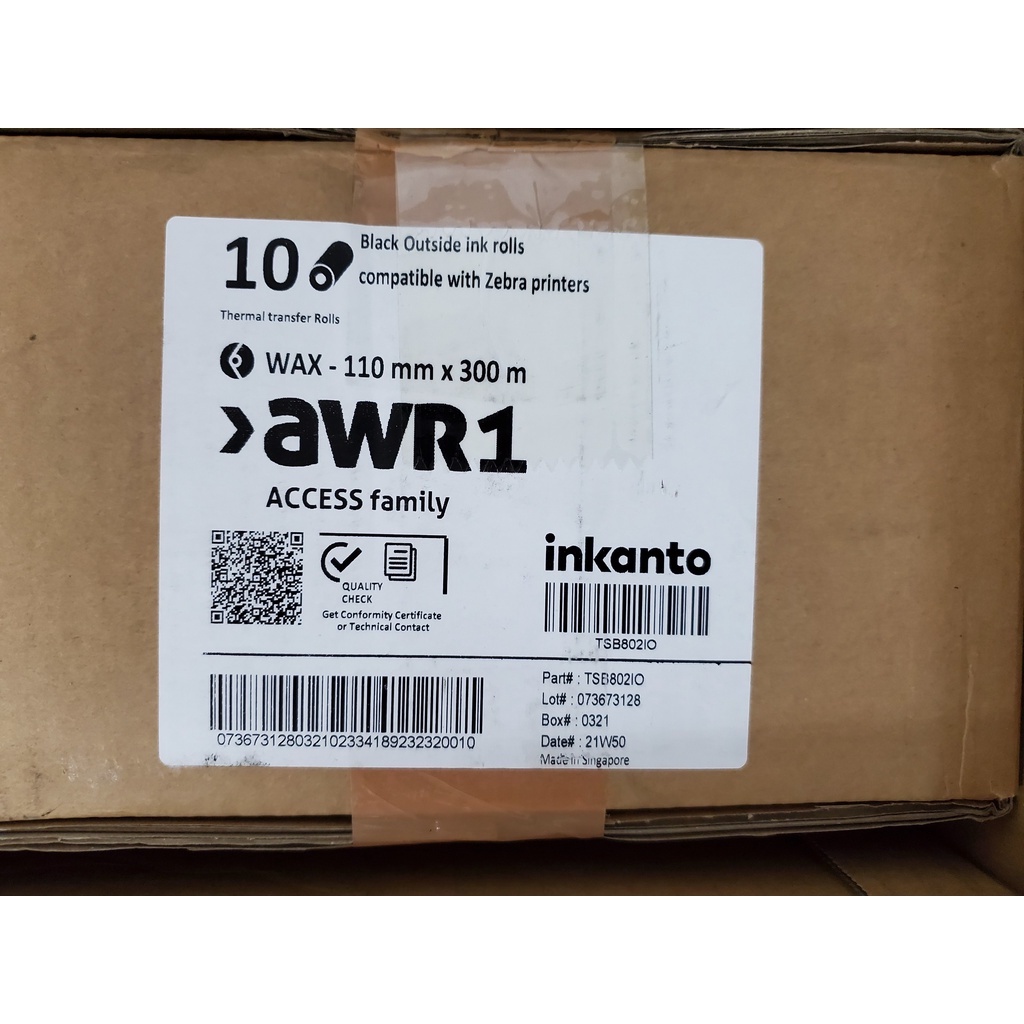 10
Black Outside ink rolls
compatible with Zebra printers
Thermal transfer Rolls
WAX - 110 mm x 300 m
aWR1
ACCESS family
QUALITY
CHECK
Get Conformity Certificate
or Technical Contact
inkanto
TSB802IO
073673128032102334189232320010
Part# : TSB802IO
Lot# : 073673128
Box# : 0321
Date# : 21W50
Made in Singapore